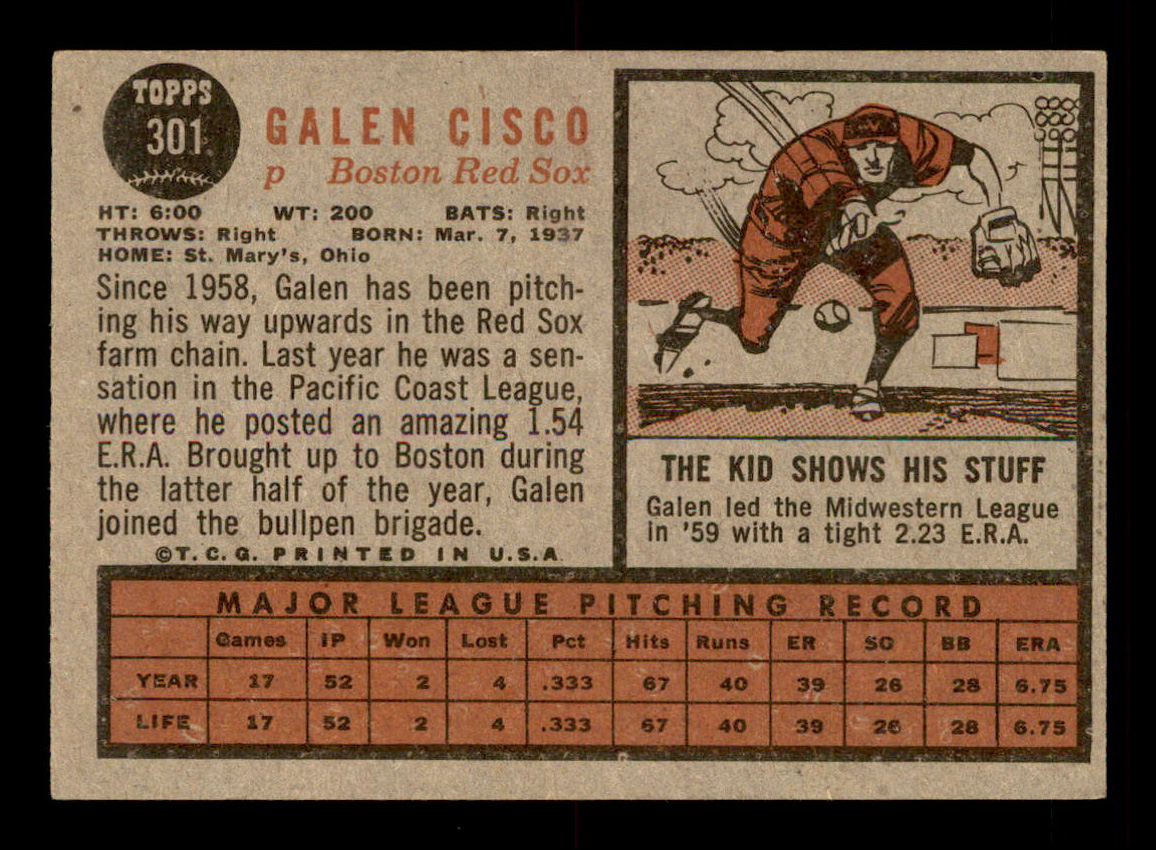 TOPPS
301
GALEN CISCO
p Boston Red Sox
HT: 6:00 WT: 200 BATS: Right
THROWS: Right BORN: Mar. 7, 1937
HOME: St. Mary's, Ohio
Since 1958, Galen has been pitch-
ing his way upwards in the Red Sox
farm chain. Last year he was a sen-
sation in the Pacific Coast League,
where he posted an amazing 1.54
E.R.A. Brought up to Boston during
the latter half of the year, Galen
joined the bullpen brigade.
©T.C.G. PRINTED IN U.S.A.
THE KID SHOWS HIS STUFF
Galen led the Midwestern League
in '59 with a tight 2.23 E.R.A.
MAJOR LEAGUE PITCHING RECORD
Games IP Won Lost Pct Hits Runs ER SO BB ERA
YEAR 17 52 2 4 .333 67 40 39 26 28 6.75
LIFE 17 52 2 4 .333 67 40 39 26 28 6.75